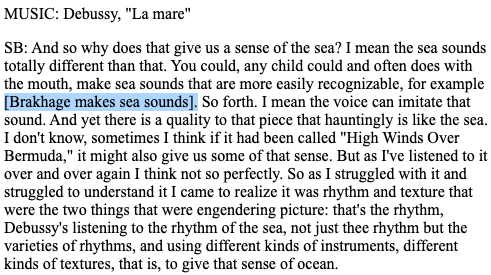 MUSIC: Debussy, "La mare"
SB: And so why does that give us a sense of the sea? I mean the sea sounds
totally different than that. You could, any child could and often does with
the mouth, make sea sounds that are more easily recognizable, for example
[Brakhage makes sea sounds]. So forth. I mean the voice can imitate that
sound. And yet there is a quality to that piece that hauntingly is like the sea.
I don't know, sometimes I think if it had been called "High Winds Over
Bermuda," it might also give us some of that sense. But as I've listened to it
over and over again I think not so perfectly. So as I struggled with it and
struggled to understand it I came to realize it was rhythm and texture that
were the two things that were engendering picture: that's the rhythm,
Debussy's listening to the rhythm of the sea, not just thee rhythm but the
varieties of rhythms, and using different kinds of instruments, different
kinds of textures, that is, to give that sense of ocean.